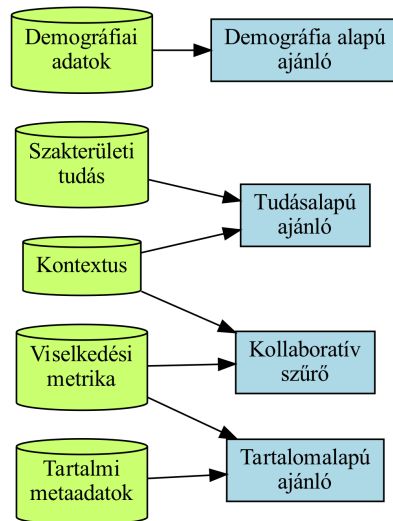 Demográfiai
adatok
Demográfia alapú
ajánló
Szakterületi
tudás
Tudásalapú
ajánló
Kontextus
Viselkedési
metrika
Kollaboratív
szűrő
Tartalmi
metaadatok
Tartalomalapú
ajánló